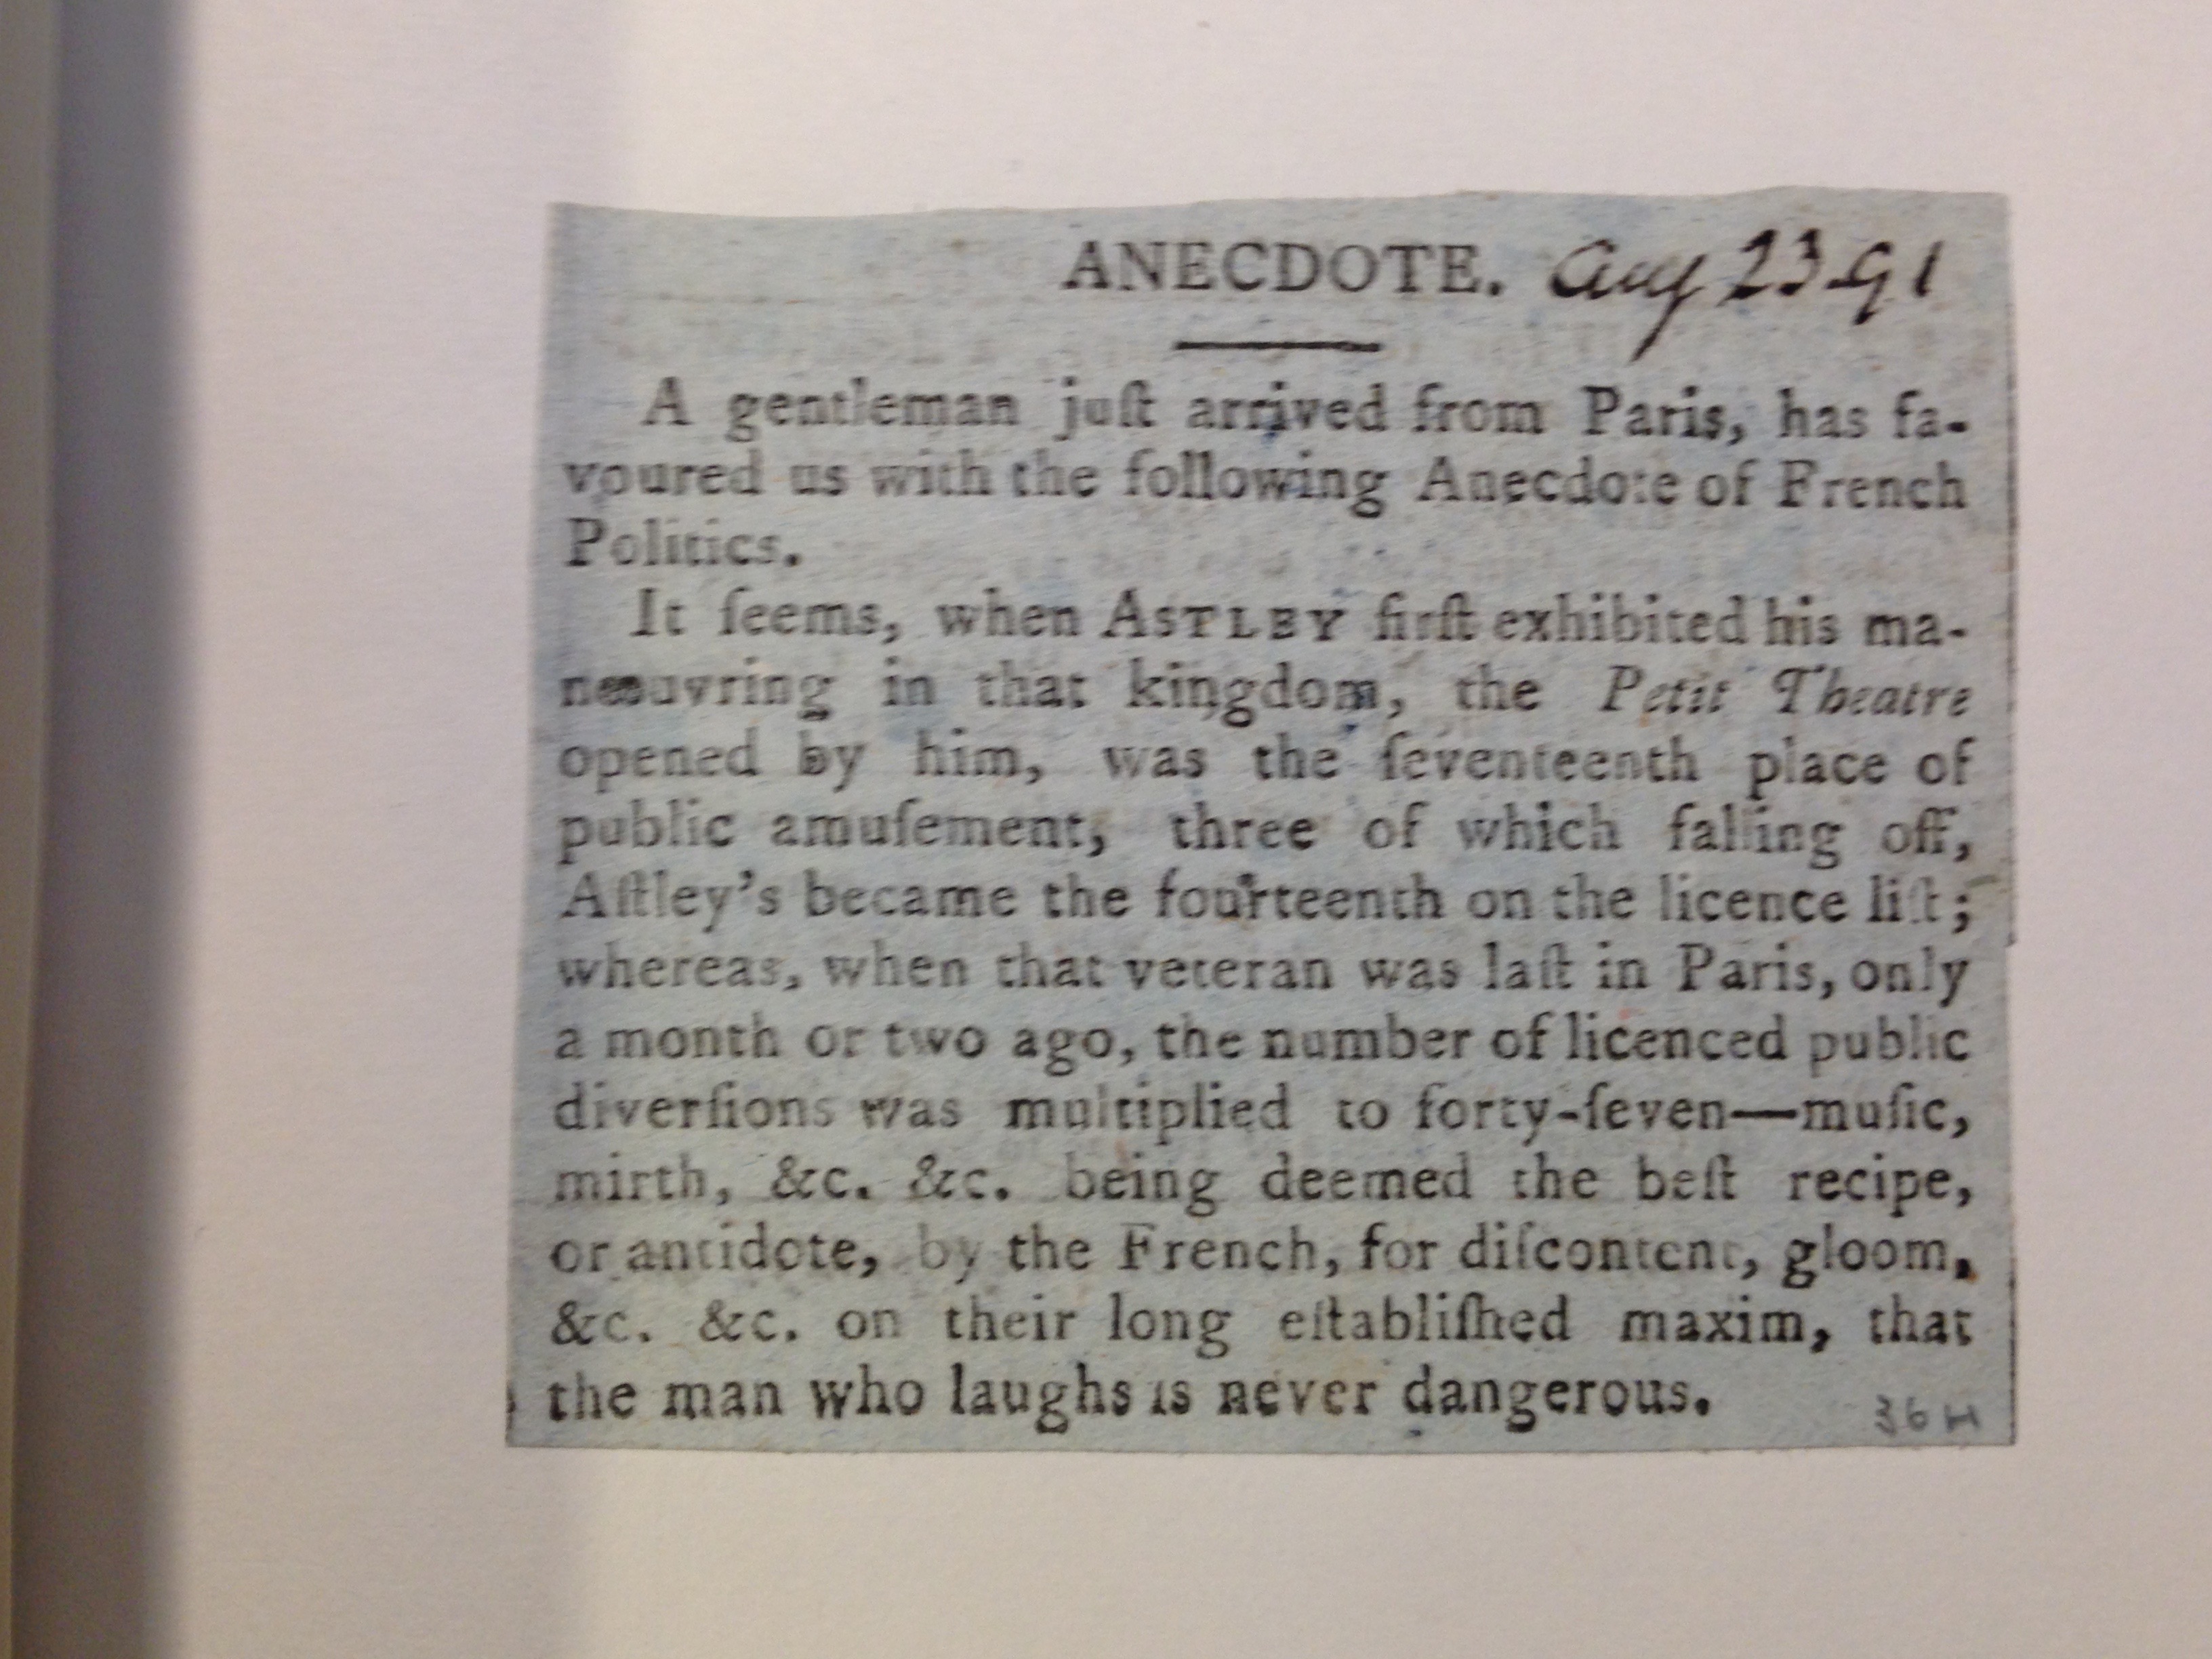 ANECDOTE. Aug 23 91
A gentleman juſt arrived from Paris, has fa-
voured us with the following Anecdote of French
Politics.
It ſeems, when ASTLEY firſt exhibited his ma-
nœuvring in that kingdom, the Petit Theatre
opened by him, was the ſeventeenth place of
public amuſement, three of which falling off,
Aſtley's became the fourteenth on the licence liſt;
whereas, when that veteran was laſt in Paris, only
a month or two ago, the number of licenced public
diverſions was multiplied to forty-ſeven—muſic,
mirth, &c. &c. being deemed the beſt recipe,
or antidote, by the French, for diſcontent, gloom,
&c. &c. on their long eſtabliſhed maxim, that
the man who laughs is never dangerous.
36 H